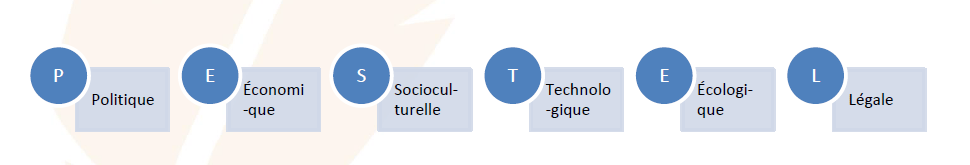 P
Politique
E
Économi
-que
S
Sociocul-
turelle
T
Technolo
-gique
E
Écologi-
que
L
Légale